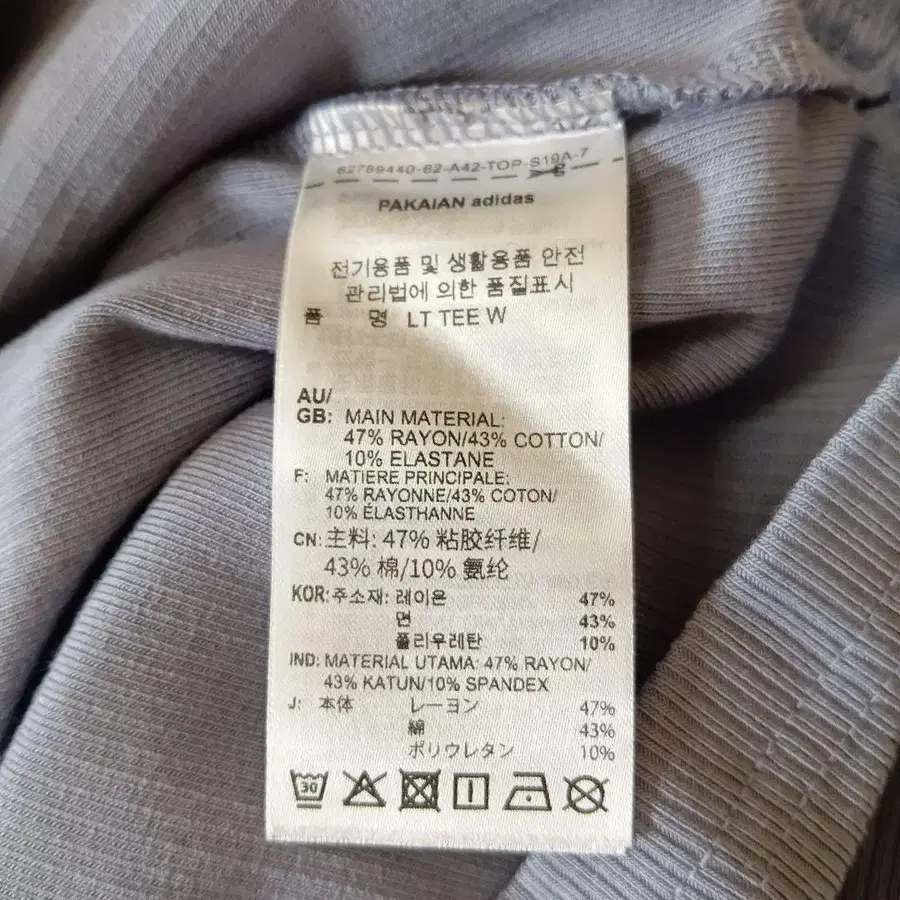 62789440-62-A42-TOP-S19A-7
PAKAIAN adidas
전기용품 및 생활용품 안전
관리법에 의한 품질표시
품 명 LT TEE W
AU/
GB: MAIN MATERIAL:
47% RAYON/43% COTTON/
10% ELASTANE
F: MATIERE PRINCIPALE:
47% RAYONNE/43% COTON/
10% ÉLASTHANNE
CN: 主料: 47% 粘胶纤维/
43% 棉/10% 氨纶
KOR: 주소재: 레이온 47%
면 43%
폴리우레탄 10%
IND: MATERIAL UTAMA: 47% RAYON/
43% KATUN/10% SPANDEX
J: 本体 レーヨン 47%
綿 43%
ポリウレタン 10%
30